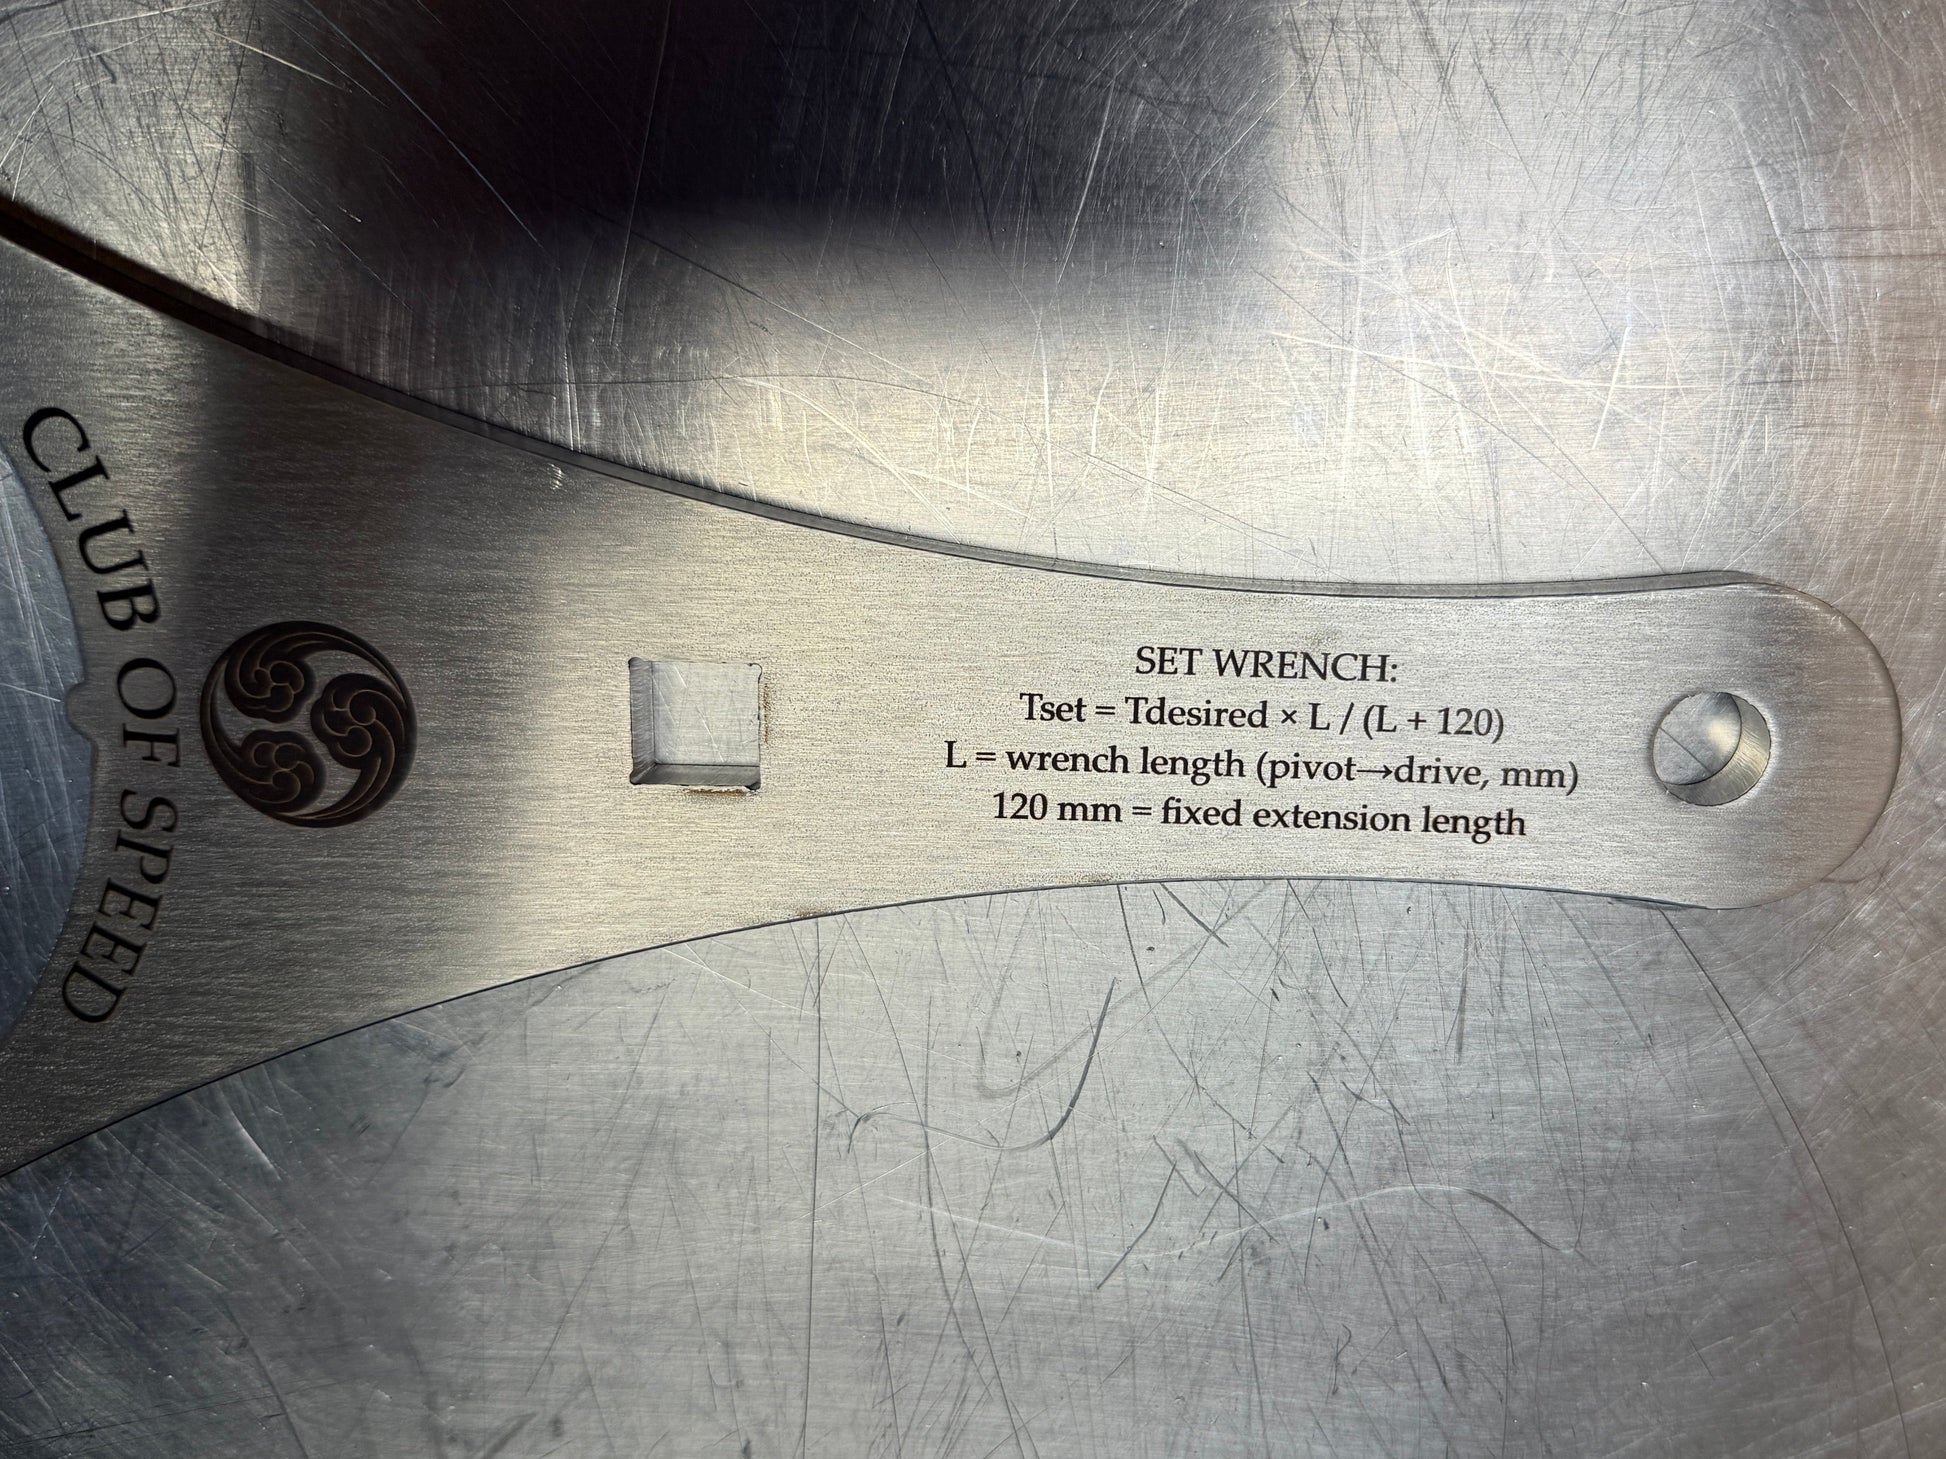 CLUB OF SPEED
SET WRENCH:
Tset = Tdesired × L / (L + 120)
L = wrench length (pivot→drive, mm)
120 mm = fixed extension length